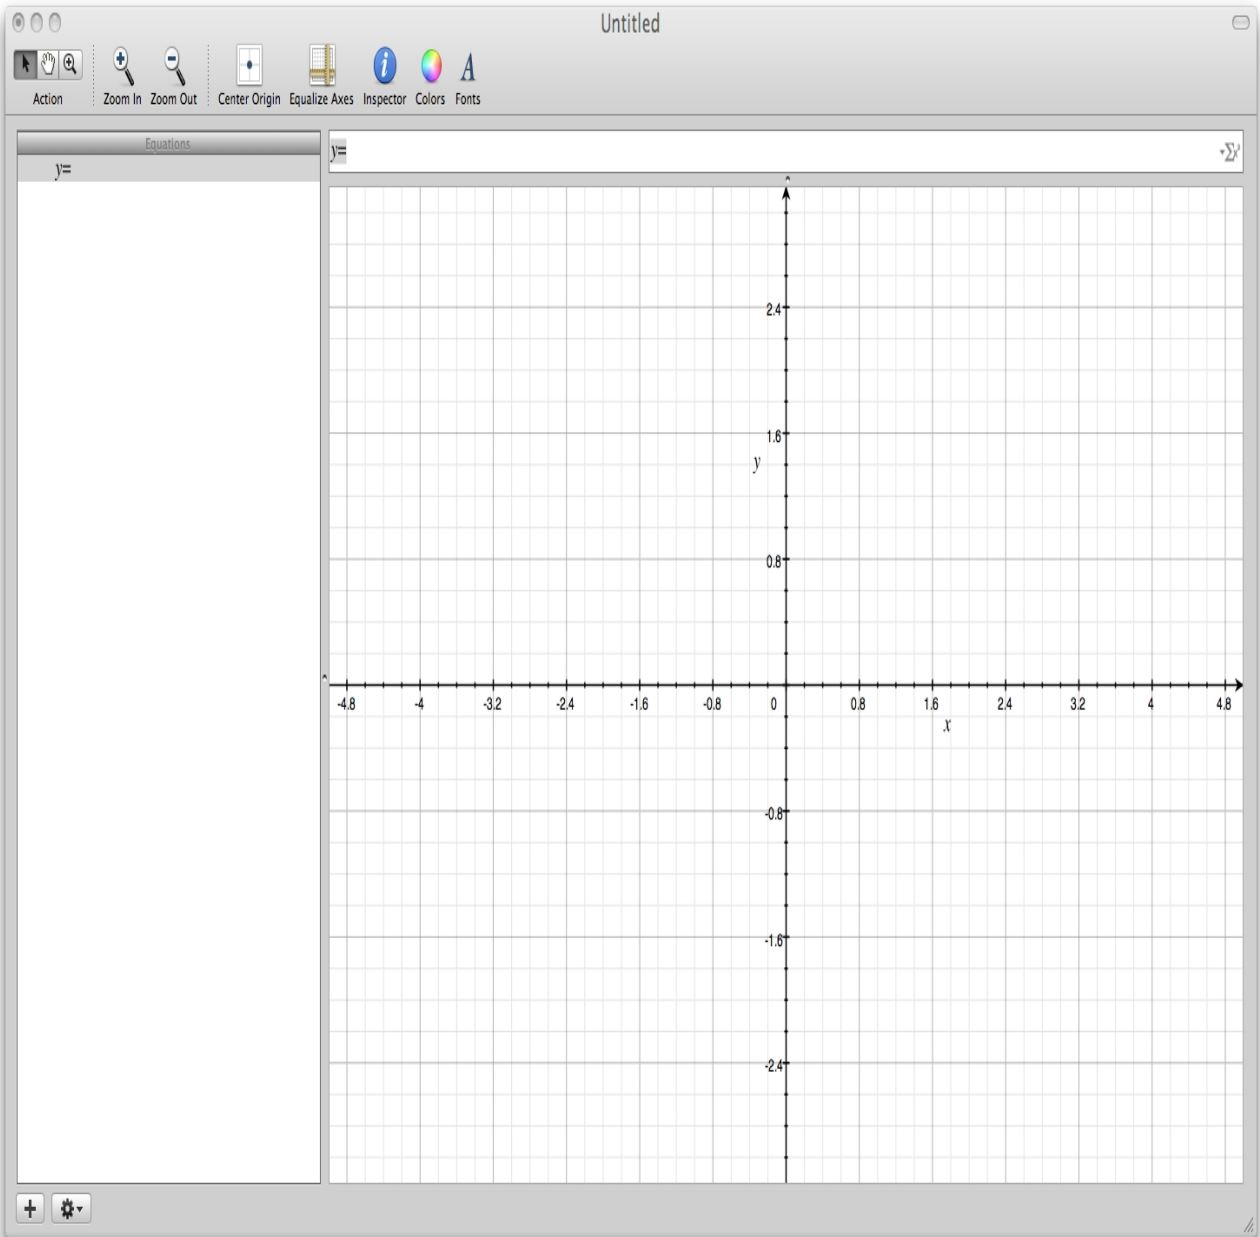 Untitled
Action Zoom In Zoom Out Center Origin Equalize Axes Inspector Colors Fonts
Equations
y=
y=
2.4
1.6
y
0.8
-4.8 -4 -3.2 -2.4 -1.6 -0.8 0 0.8 1.6 2.4 3.2 4 4.8
x
-0.8
-1.6
-2.4